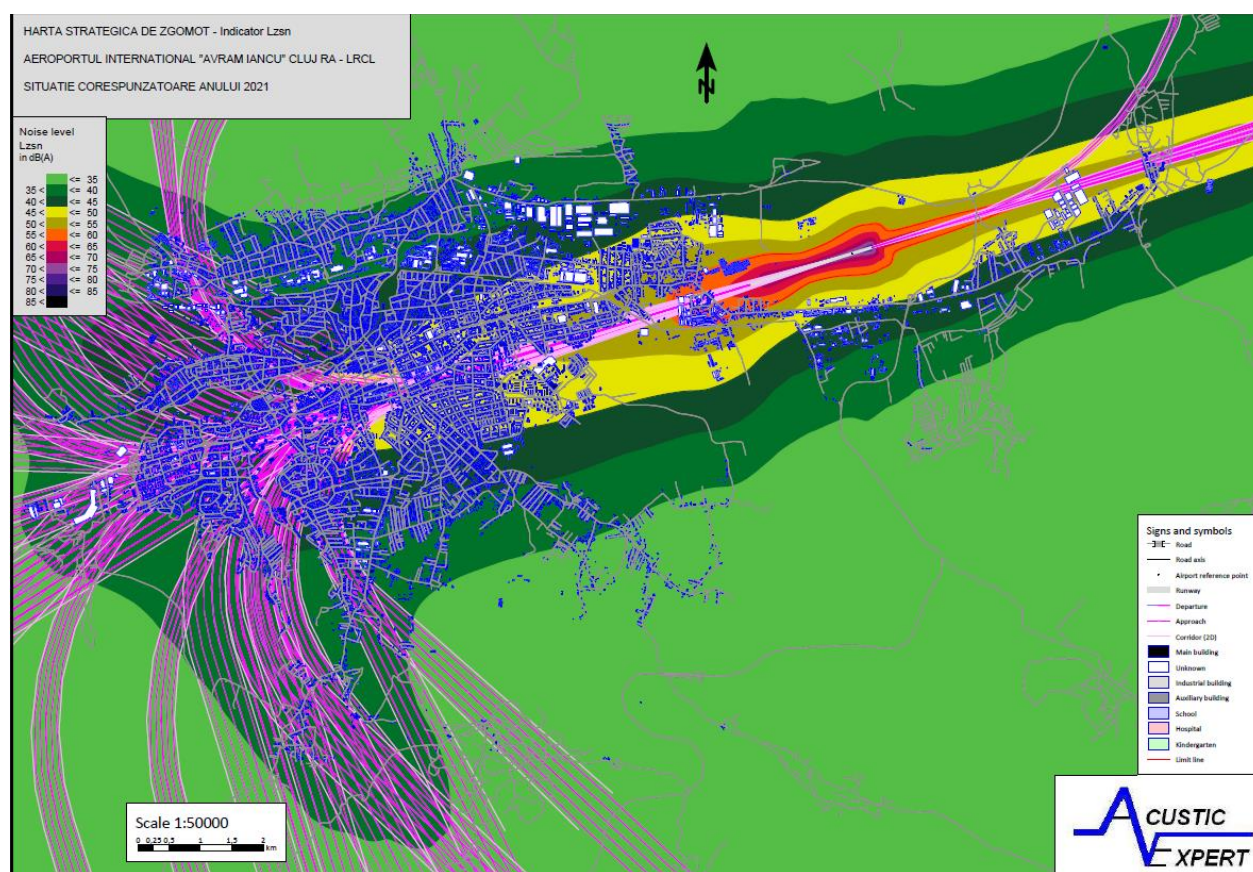 HARTA STRATEGICA DE ZGOMOT - Indicator Lzsn
AEROPORTUL INTERNATIONAL "AVRAM IANCU" CLUJ RA - LRCL
SITUATIE CORESPUNZATOARE ANULUI 2021
N
Noise level
Lzsn
in dB(A)
<= 35
35 < <= 40
40 < <= 45
45 < <= 50
50 < <= 55
55 < <= 60
60 < <= 65
65 < <= 70
70 < <= 75
75 < <= 80
80 < <= 85
85 <
Signs and symbols
Road
Road axis
Airport reference point
Runway
Departure
Approach
Corridor (2D)
Main building
Unknown
Industrial building
Auxiliary building
School
Hospital
Kindergarten
Limit line
Scale 1:50000
0 0,25 0,5 1 1,5 2
km
ACUSTIC
EXPERT